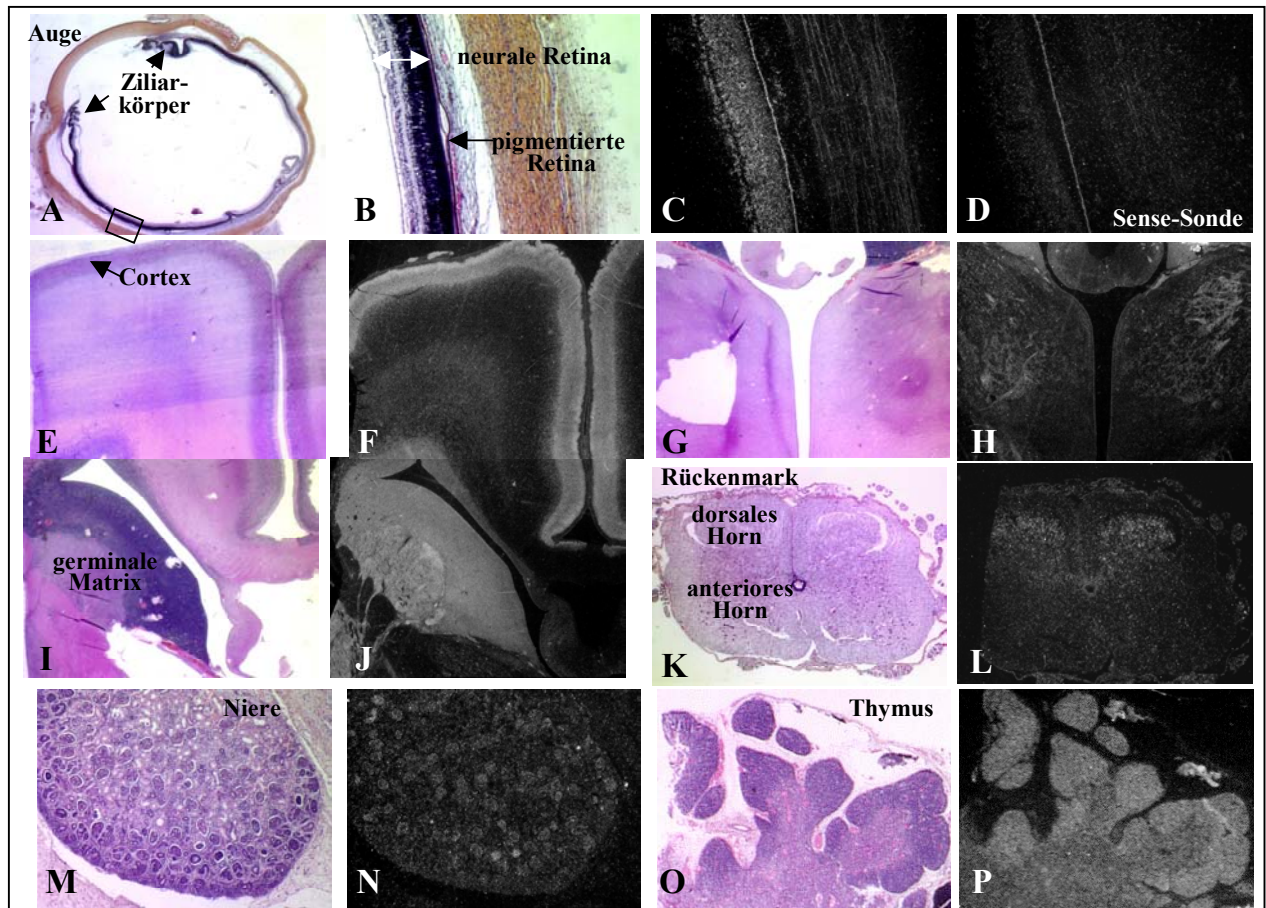 Auge
Ziliar-
körper
A
neurale Retina
pigmentierte
Retina
B
C
D
Sense-Sonde
Cortex
E
F
G
H
germinale
Matrix
I
J
Rückenmark
dorsales
Horn
anteriores
Horn
K
L
Niere
M
N
Thymus
O
P